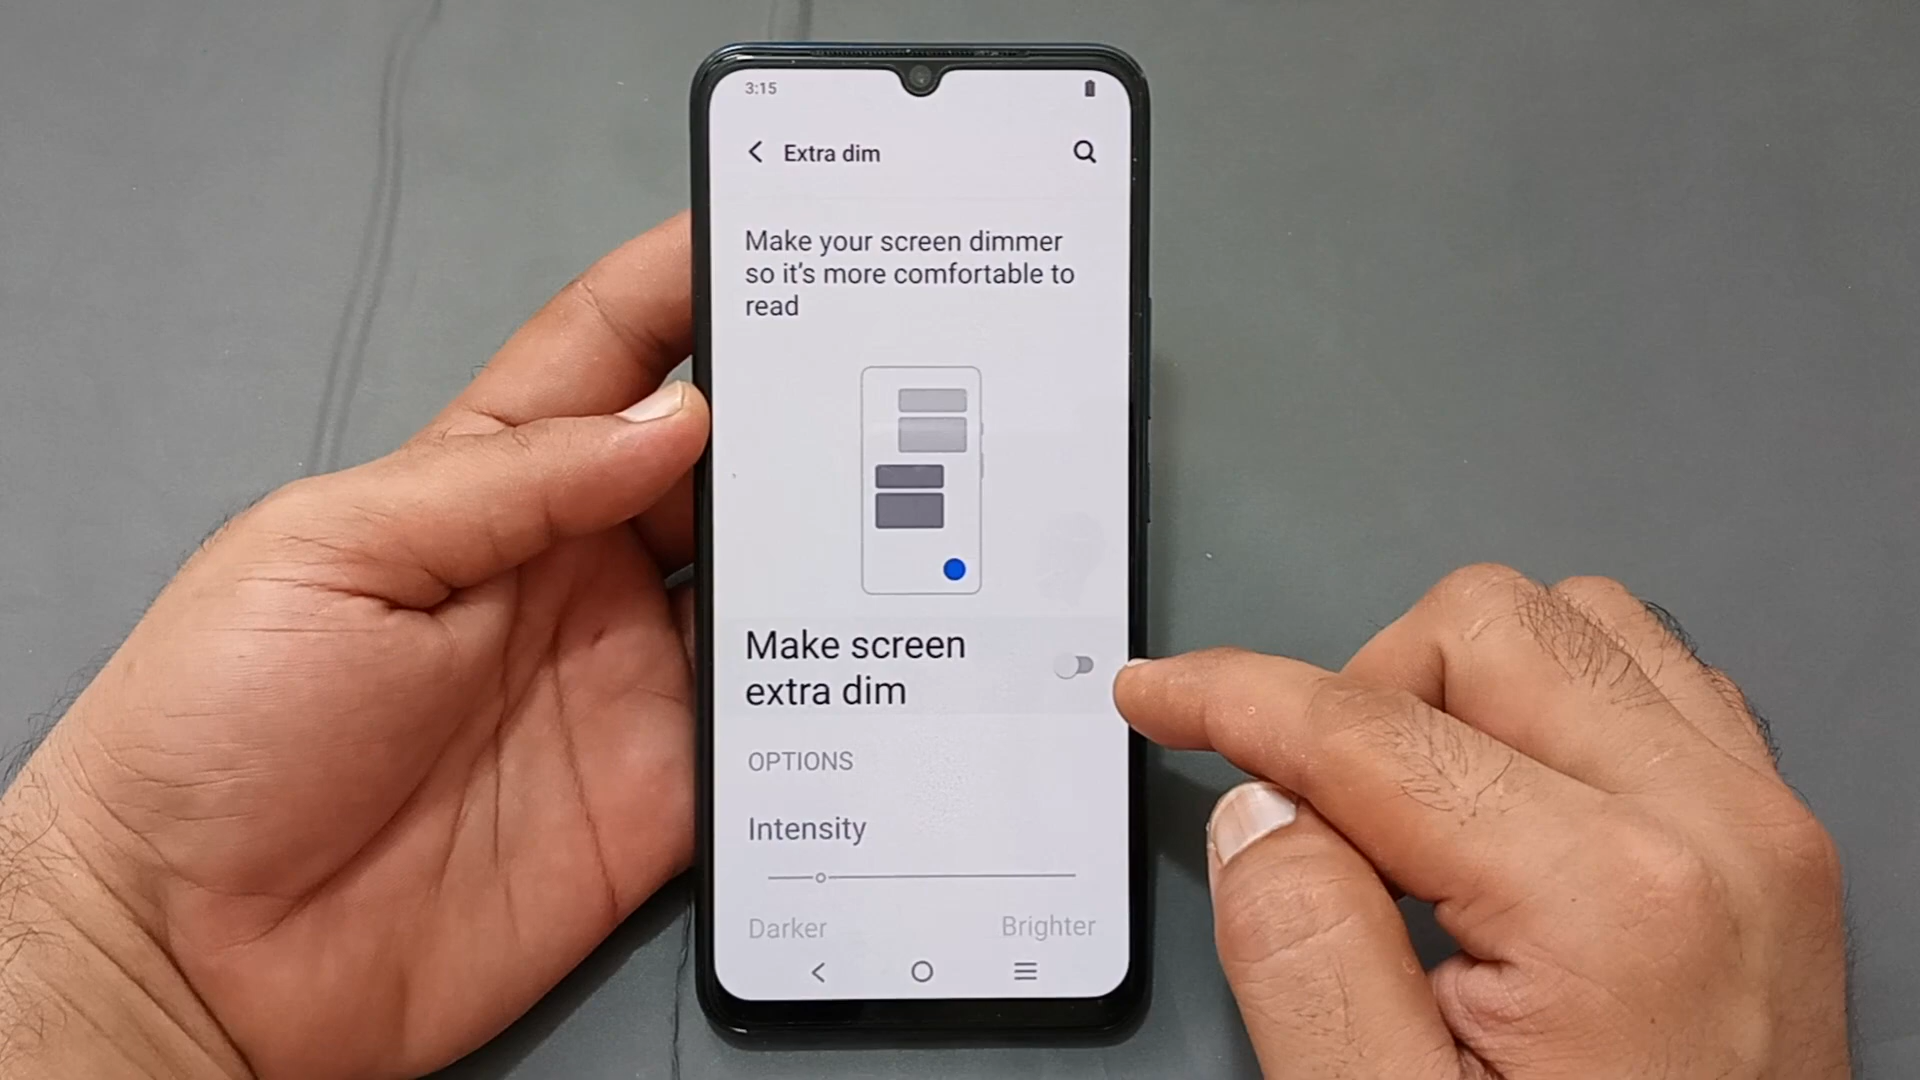 3:15
Extra dim
Make your screen dimmer
so it's more comfortable to
read
Make screen
extra dim
OPTIONS
Intensity
Darker
Brighter